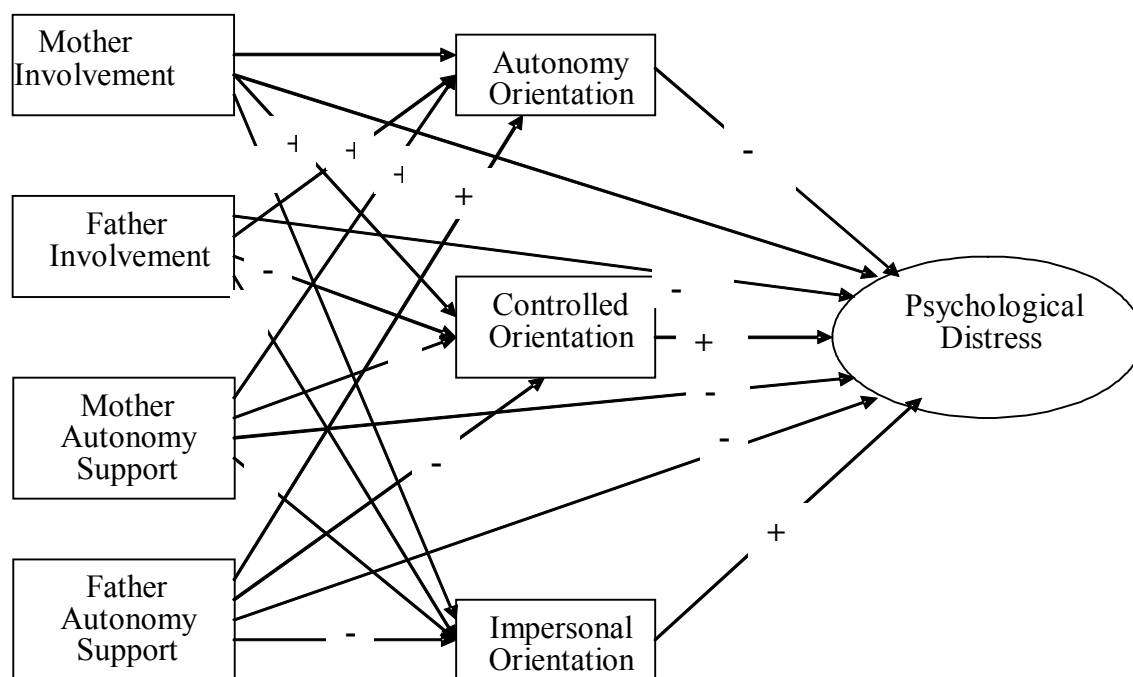 Mother
Involvement
Autonomy
Orientation
-
+
+
+
+
Father
Involvement
-
-
Controlled
Orientation
+
Psychological
Distress
Mother
Autonomy
Support
-
-
-
+
Father
Autonomy
Support
-
Impersonal
Orientation